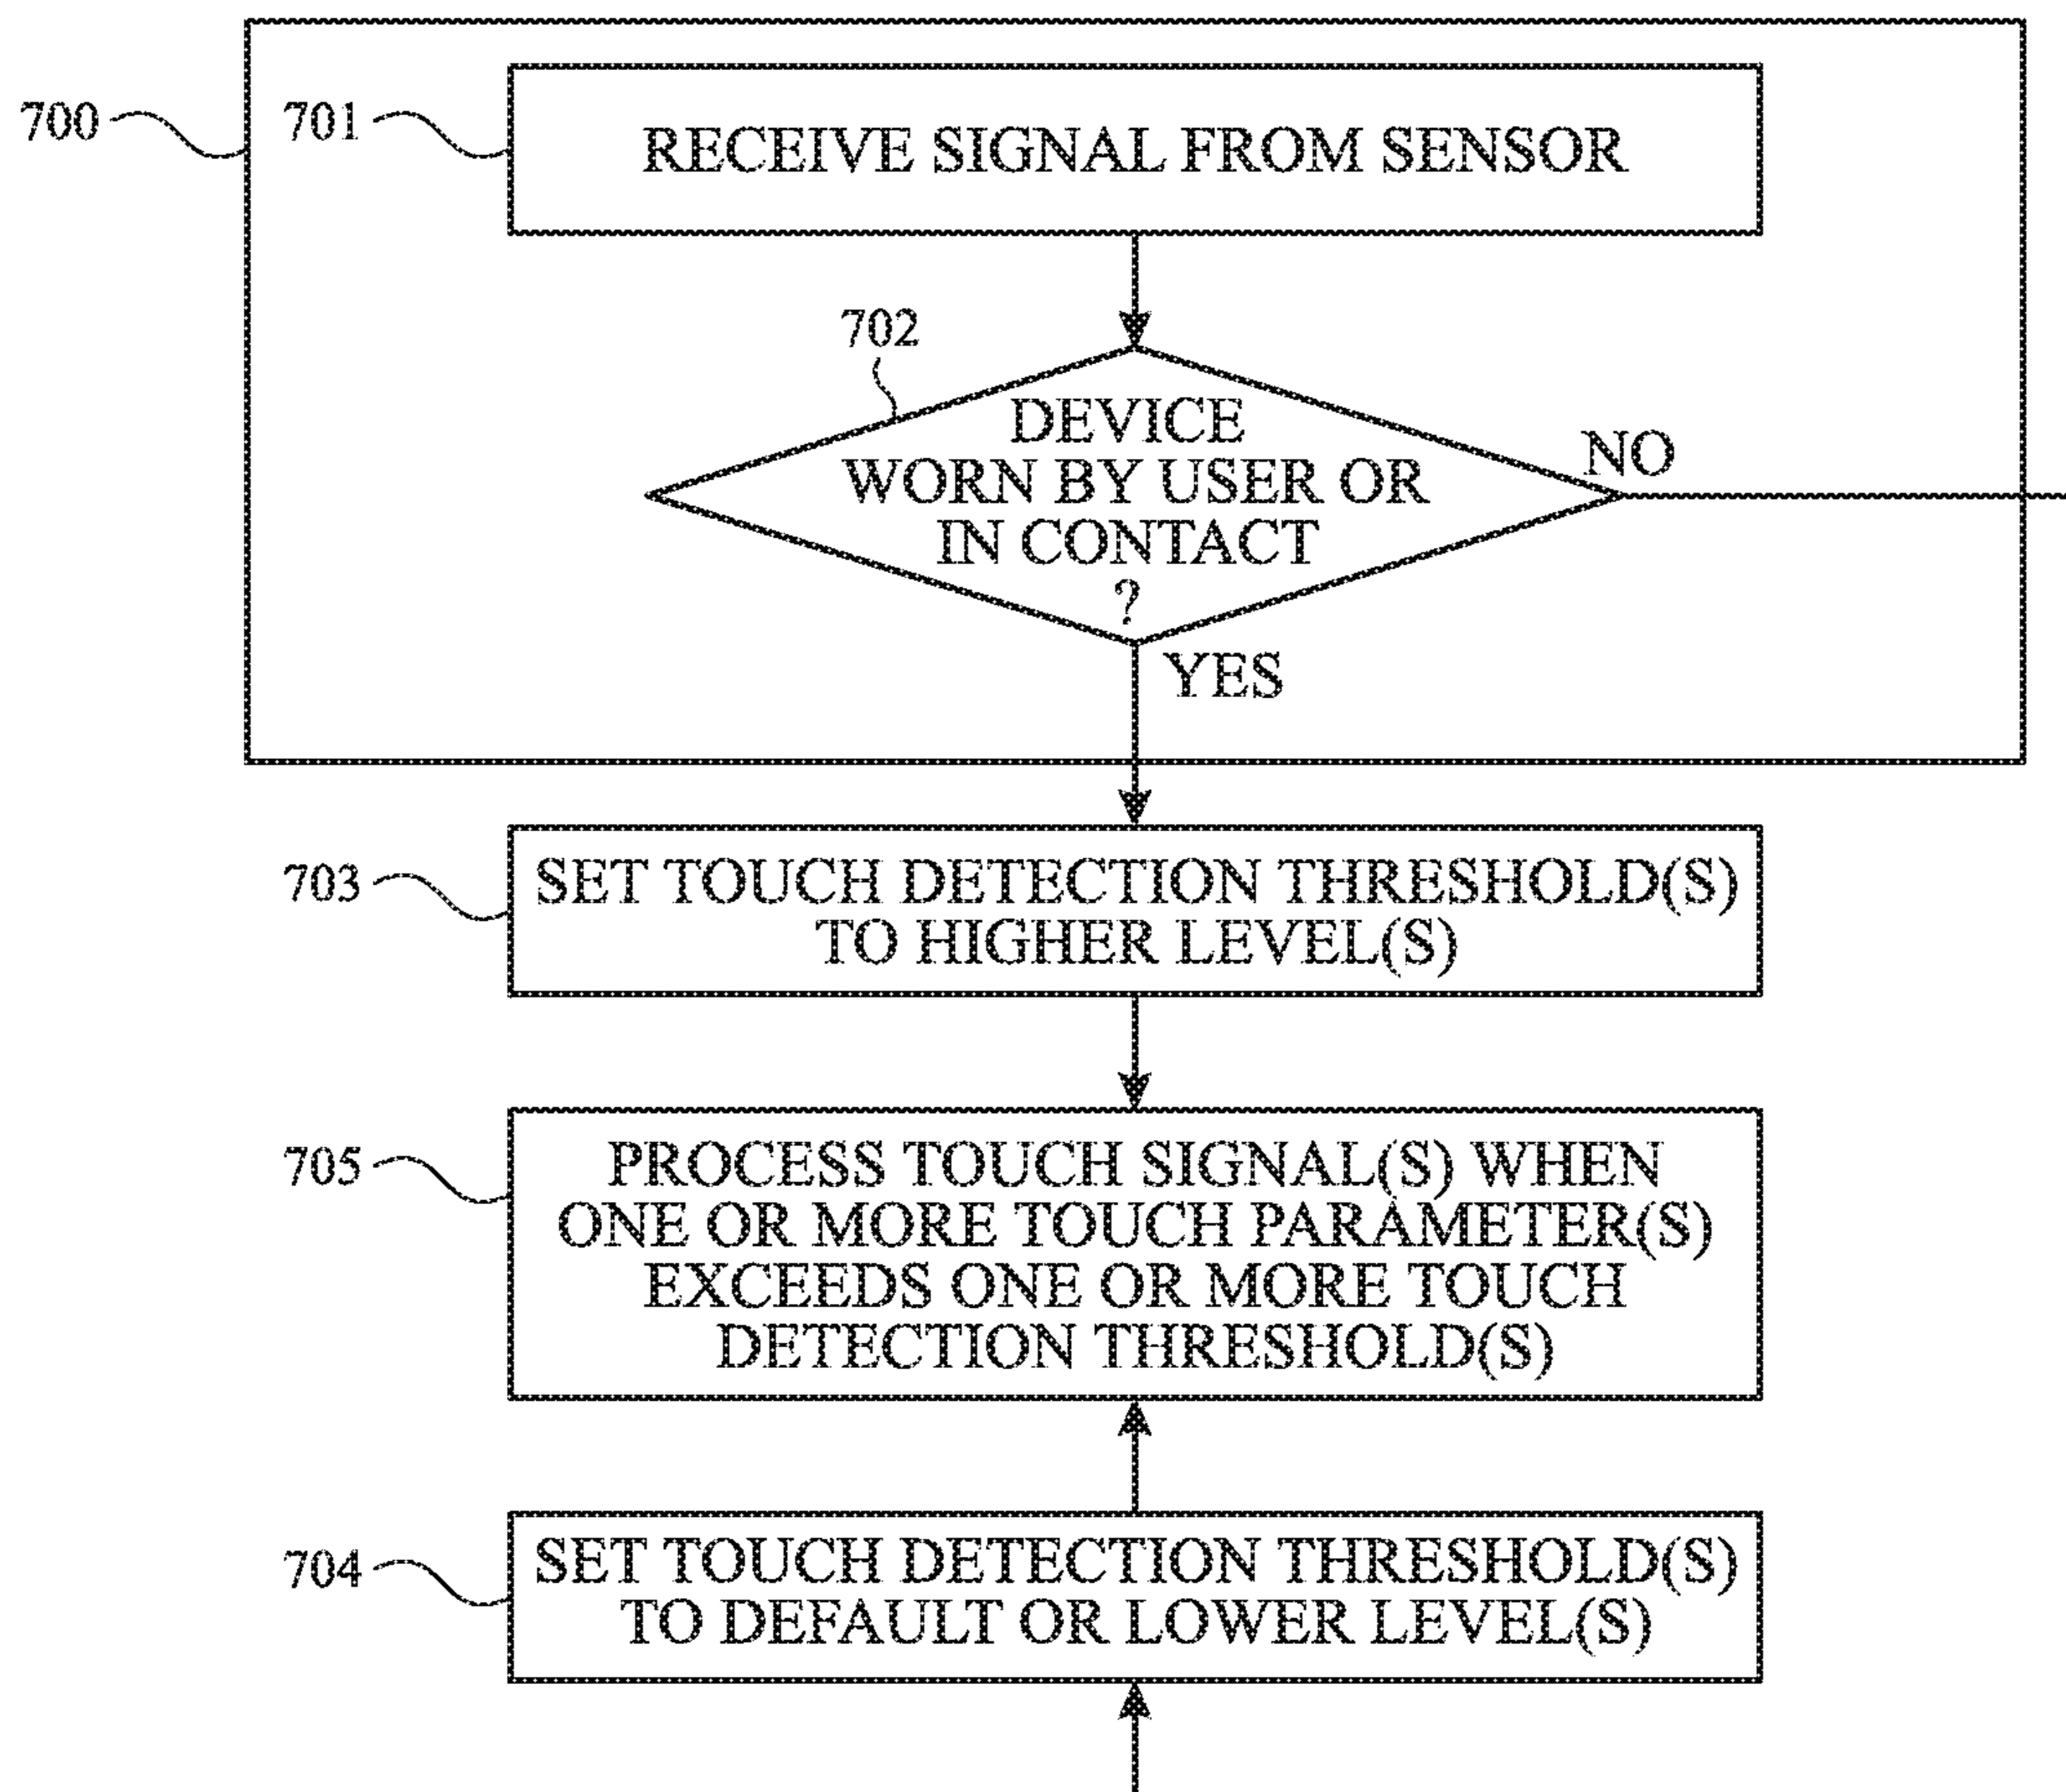 700
701
RECEIVE SIGNAL FROM SENSOR
702
DEVICE
WORN BY USER OR
IN CONTACT
?
NO
YES
703
SET TOUCH DETECTION THRESHOLD(S)
TO HIGHER LEVEL(S)
705
PROCESS TOUCH SIGNAL(S) WHEN
ONE OR MORE TOUCH PARAMETER(S)
EXCEEDS ONE OR MORE TOUCH
DETECTION THRESHOLD(S)
704
SET TOUCH DETECTION THRESHOLD(S)
TO DEFAULT OR LOWER LEVEL(S)